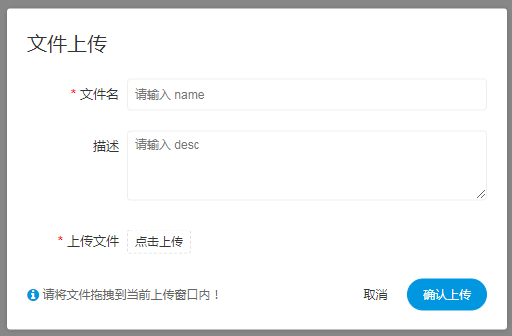 文件上传
* 文件名 请输入 name
描述 请输入 desc
* 上传文件 点击上传
请将文件拖拽到当前上传窗口内！ 取消 确认上传